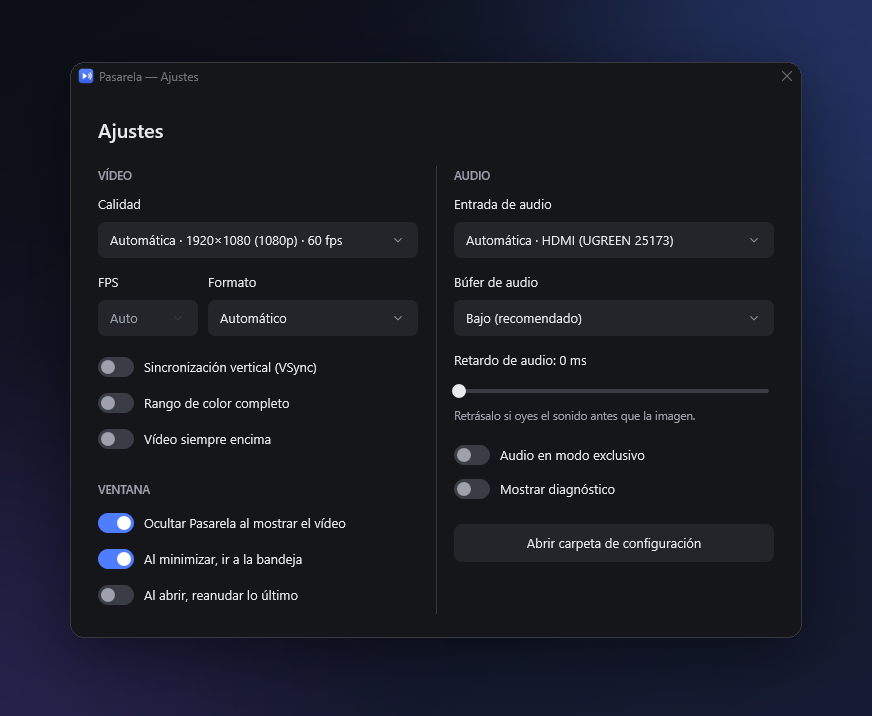 Pasarela — Ajustes
Ajustes
VÍDEO
Calidad
Automática · 1920×1080 (1080p) · 60 fps
FPS
Formato
Auto
Automático
Sincronización vertical (VSync)
Rango de color completo
Vídeo siempre encima
VENTANA
Ocultar Pasarela al mostrar el vídeo
Al minimizar, ir a la bandeja
Al abrir, reanudar lo último
AUDIO
Entrada de audio
Automática · HDMI (UGREEN 25173)
Búfer de audio
Bajo (recomendado)
Retardo de audio: 0 ms
Retrásalo si oyes el sonido antes que la imagen.
Audio en modo exclusivo
Mostrar diagnóstico
Abrir carpeta de configuración